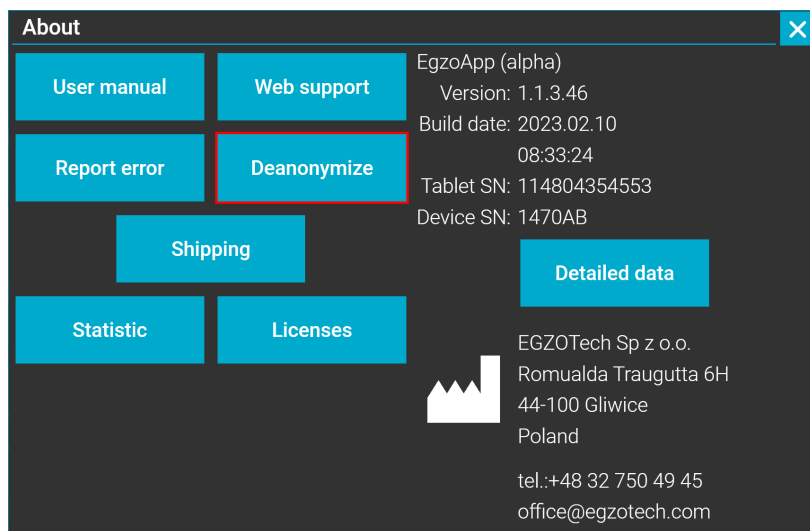 About
User manual
Web support
Report error
Deanonymize
Shipping
Statistic
Licenses
EgzoApp (alpha)
Version: 1.1.3.46
Build date: 2023.02.10
08:33:24
Tablet SN: 114804354553
Device SN: 1470AB
Detailed data
EGZOTech Sp z o.o.
Romualda Traugutta 6H
44-100 Gliwice
Poland
tel.:+48 32 750 49 45
office@egzotech.com